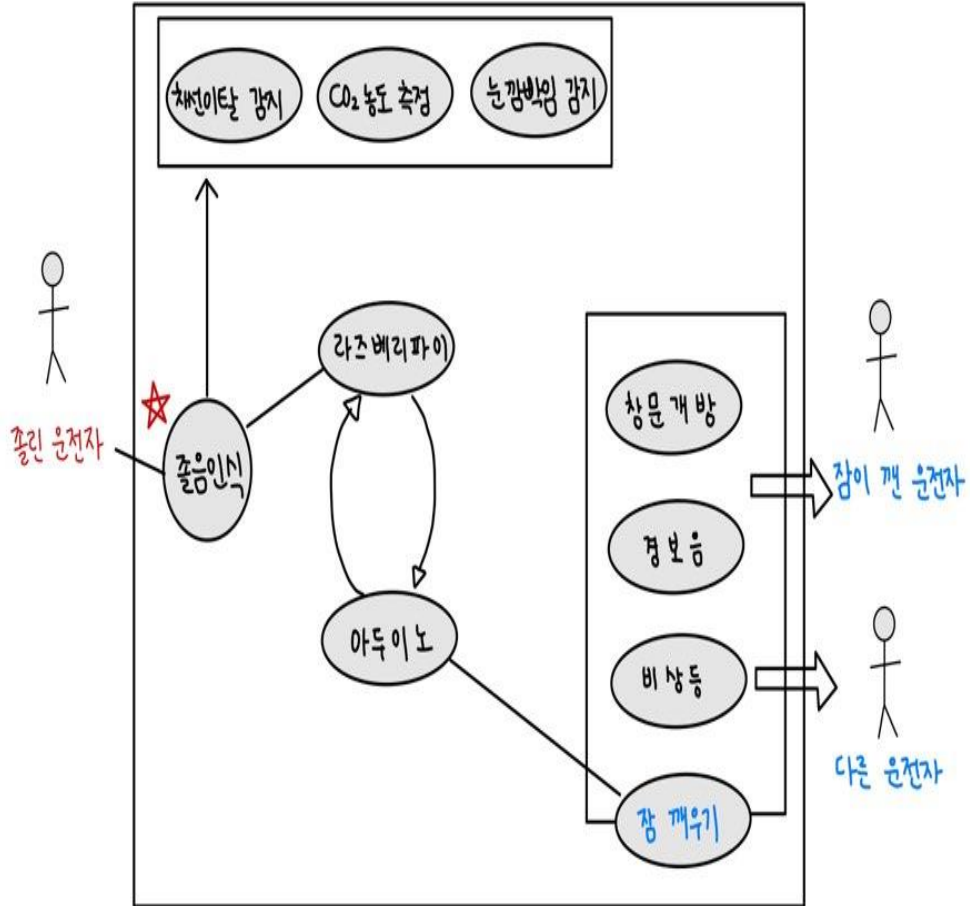 차선이탈 감지
CO₂ 농도 측정
눈깜빡임 감지
라즈베리파이
졸린 운전자
졸음인식
창문개방
잠이 깬 운전자
경보음
아두이노
비상등
다른 운전자
잠 깨우기